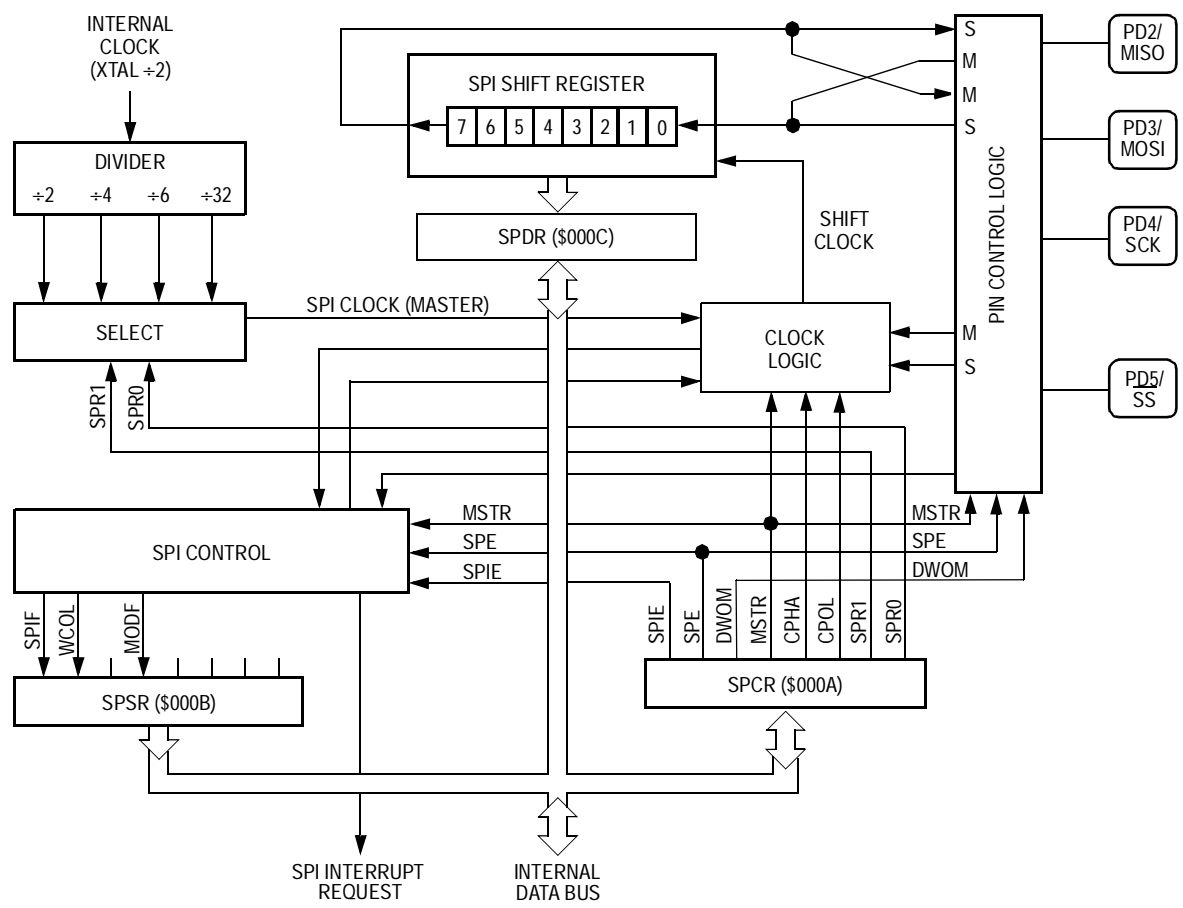 INTERNAL
CLOCK
(XTAL ÷2)
DIVIDER
÷2 ÷4 ÷6 ÷32
SELECT
SPR1
SPR0
SPI SHIFT REGISTER
7 6 5 4 3 2 1 0
SPDR ($000C)
SHIFT
CLOCK
SPI CLOCK (MASTER)
CLOCK
LOGIC
S
M
M
S
PIN CONTROL LOGIC
M
S
PD2/
MISO
PD3/
MOSI
PD4/
SCK
PD5/
SS
SPI CONTROL
MSTR
SPE
SPIE
MSTR
SPE
DWOM
SPIF
WCOL
MODF
SPIE
SPE
DWOM
MSTR
CPHA
CPOL
SPR1
SPR0
SPSR ($000B)
SPCR ($000A)
SPI INTERRUPT
REQUEST
INTERNAL
DATA BUS